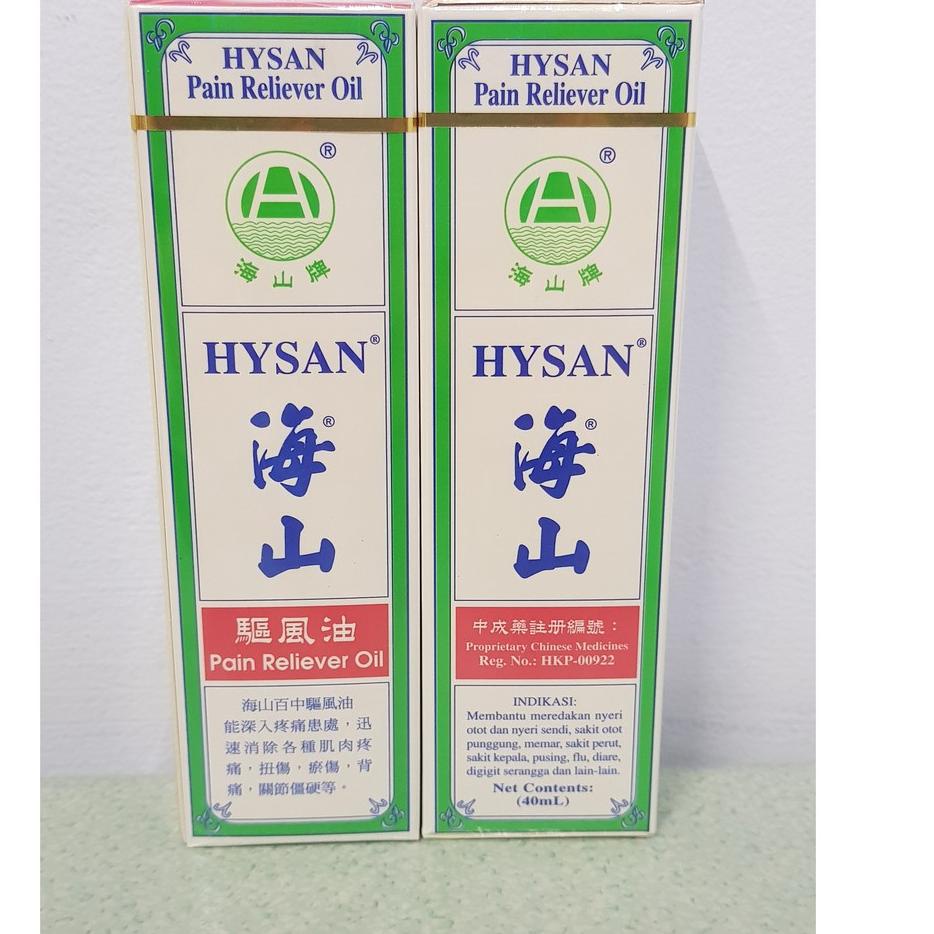 HYSAN
Pain Reliever Oil
®
海山牌
HYSAN®
海®
山
驅風油
Pain Reliever Oil
海山百中驅風油
能深入疼痛患處,迅
速消除各種肌肉疼
痛,扭傷,瘀傷,背
痛,關節僵硬等。
HYSAN
Pain Reliever Oil
®
海山牌
HYSAN®
海®
山
中成藥註册編號:
Proprietary Chinese Medicines
Reg. No.: HKP-00922
INDIKASI:
Membantu meredakan nyeri
otot dan nyeri sendi, sakit otot
punggung, memar, sakit perut,
sakit kepala, pusing, flu, diare,
digigit serangga dan lain-lain.
Net Contents:
(40mL)